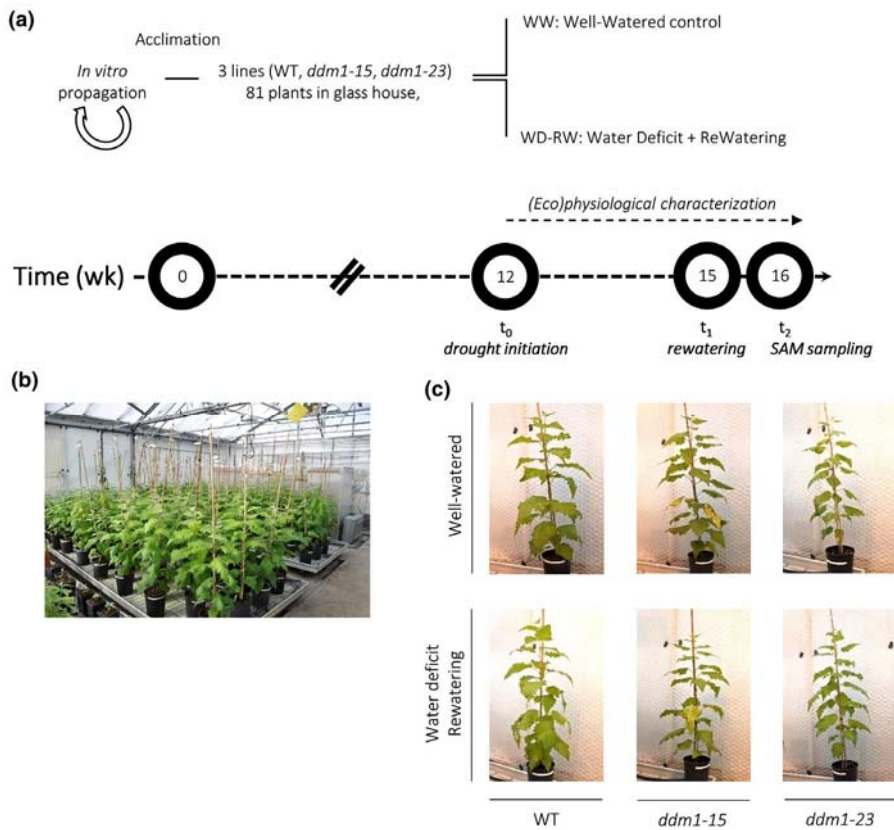 (a)
Acclimation
In vitro
propagation
3 lines (WT, ddm1-15, ddm1-23)
81 plants in glass house,
WW: Well-Watered control
WD-RW: Water Deficit + ReWatering
(Eco)physiological characterization
Time (wk)
0
12
15
16
t0
drought initiation
t1
rewatering
t2
SAM sampling
(b)
(c)
Well-watered
Water deficit
Rewatering
WT
ddm1-15
ddm1-23